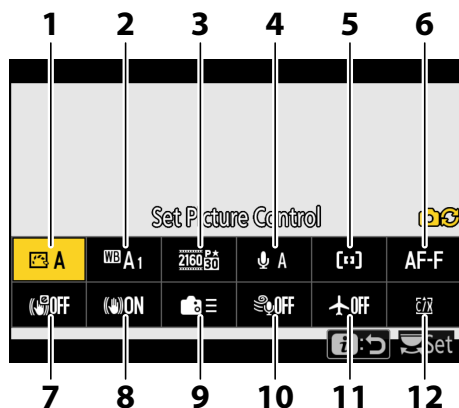 1 2 3 4 5 6
Set Picture Control
A WB A1 2160 P★ 30 A AF-F
OFF ON OFF OFF C/X
i : Set
7 8 9 10 11 12